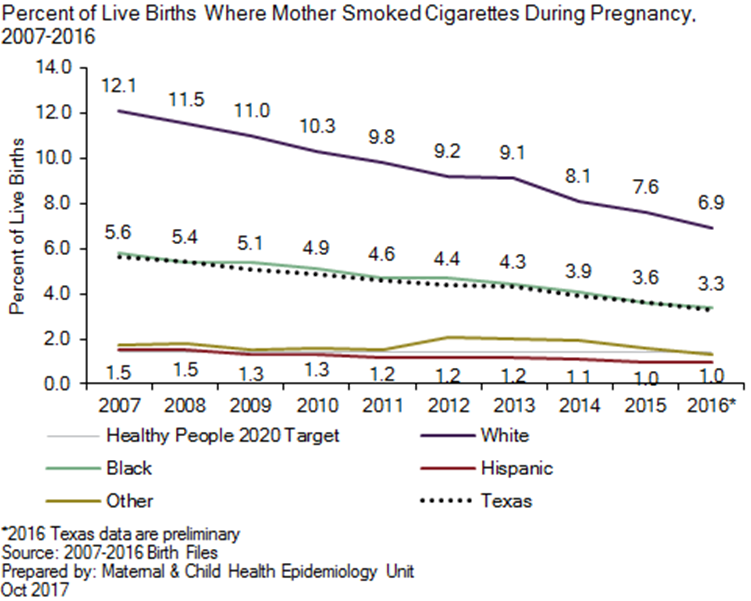 Percent of Live Births Where Mother Smoked Cigarettes During Pregnancy,
2007-2016
14.0
12.0
10.0
8.0
6.0
4.0
2.0
0.0
Percent of Live Births
12.1 11.5 11.0 10.3 9.8 9.2 9.1 8.1 7.6 6.9
5.6 5.4 5.1 4.9 4.6 4.4 4.3 3.9 3.6 3.3
1.5 1.5 1.3 1.3 1.2 1.2 1.2 1.1 1.0 1.0
2007 2008 2009 2010 2011 2012 2013 2014 2015 2016*
Healthy People 2020 Target White
Black Hispanic
Other Texas
*2016 Texas data are preliminary
Source: 2007-2016 Birth Files
Prepared by: Maternal & Child Health Epidemiology Unit
Oct 2017